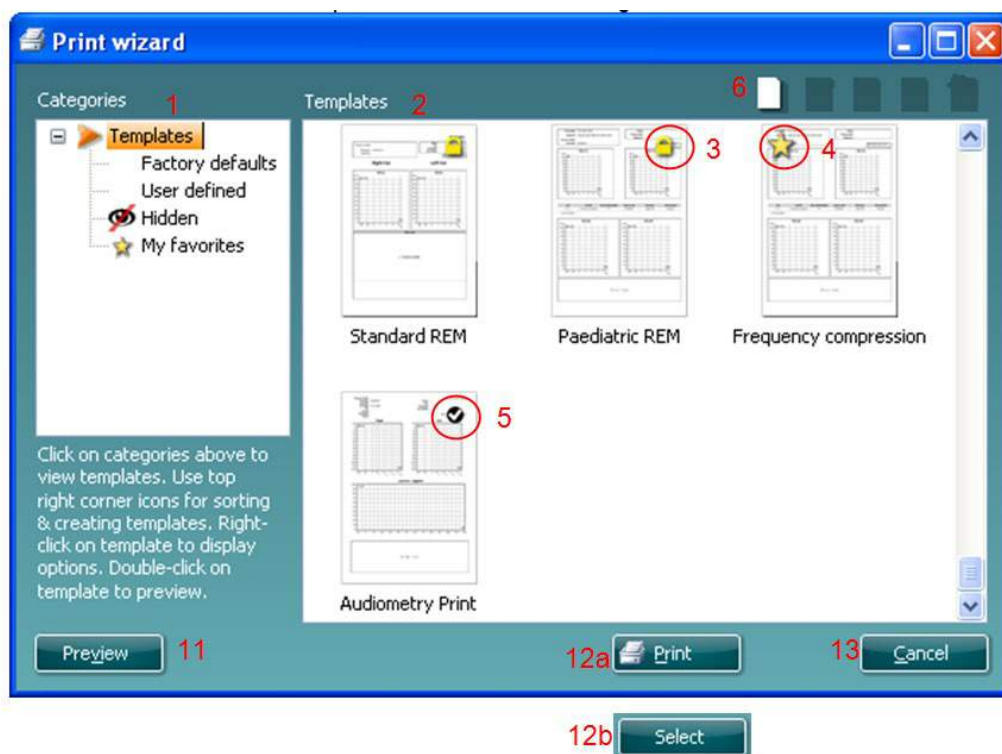 Print wizard
Categories 1
Templates 2
6
Templates
Factory defaults
User defined
Hidden
My favorites
3
4
Standard REM
Paediatric REM
Frequency compression
5
Audiometry Print
Click on categories above to
view templates. Use top
right corner icons for sorting
& creating templates. Right-
click on template to display
options. Double-click on
template to preview.
Preview 11
12a Print
13 Cancel
12b Select